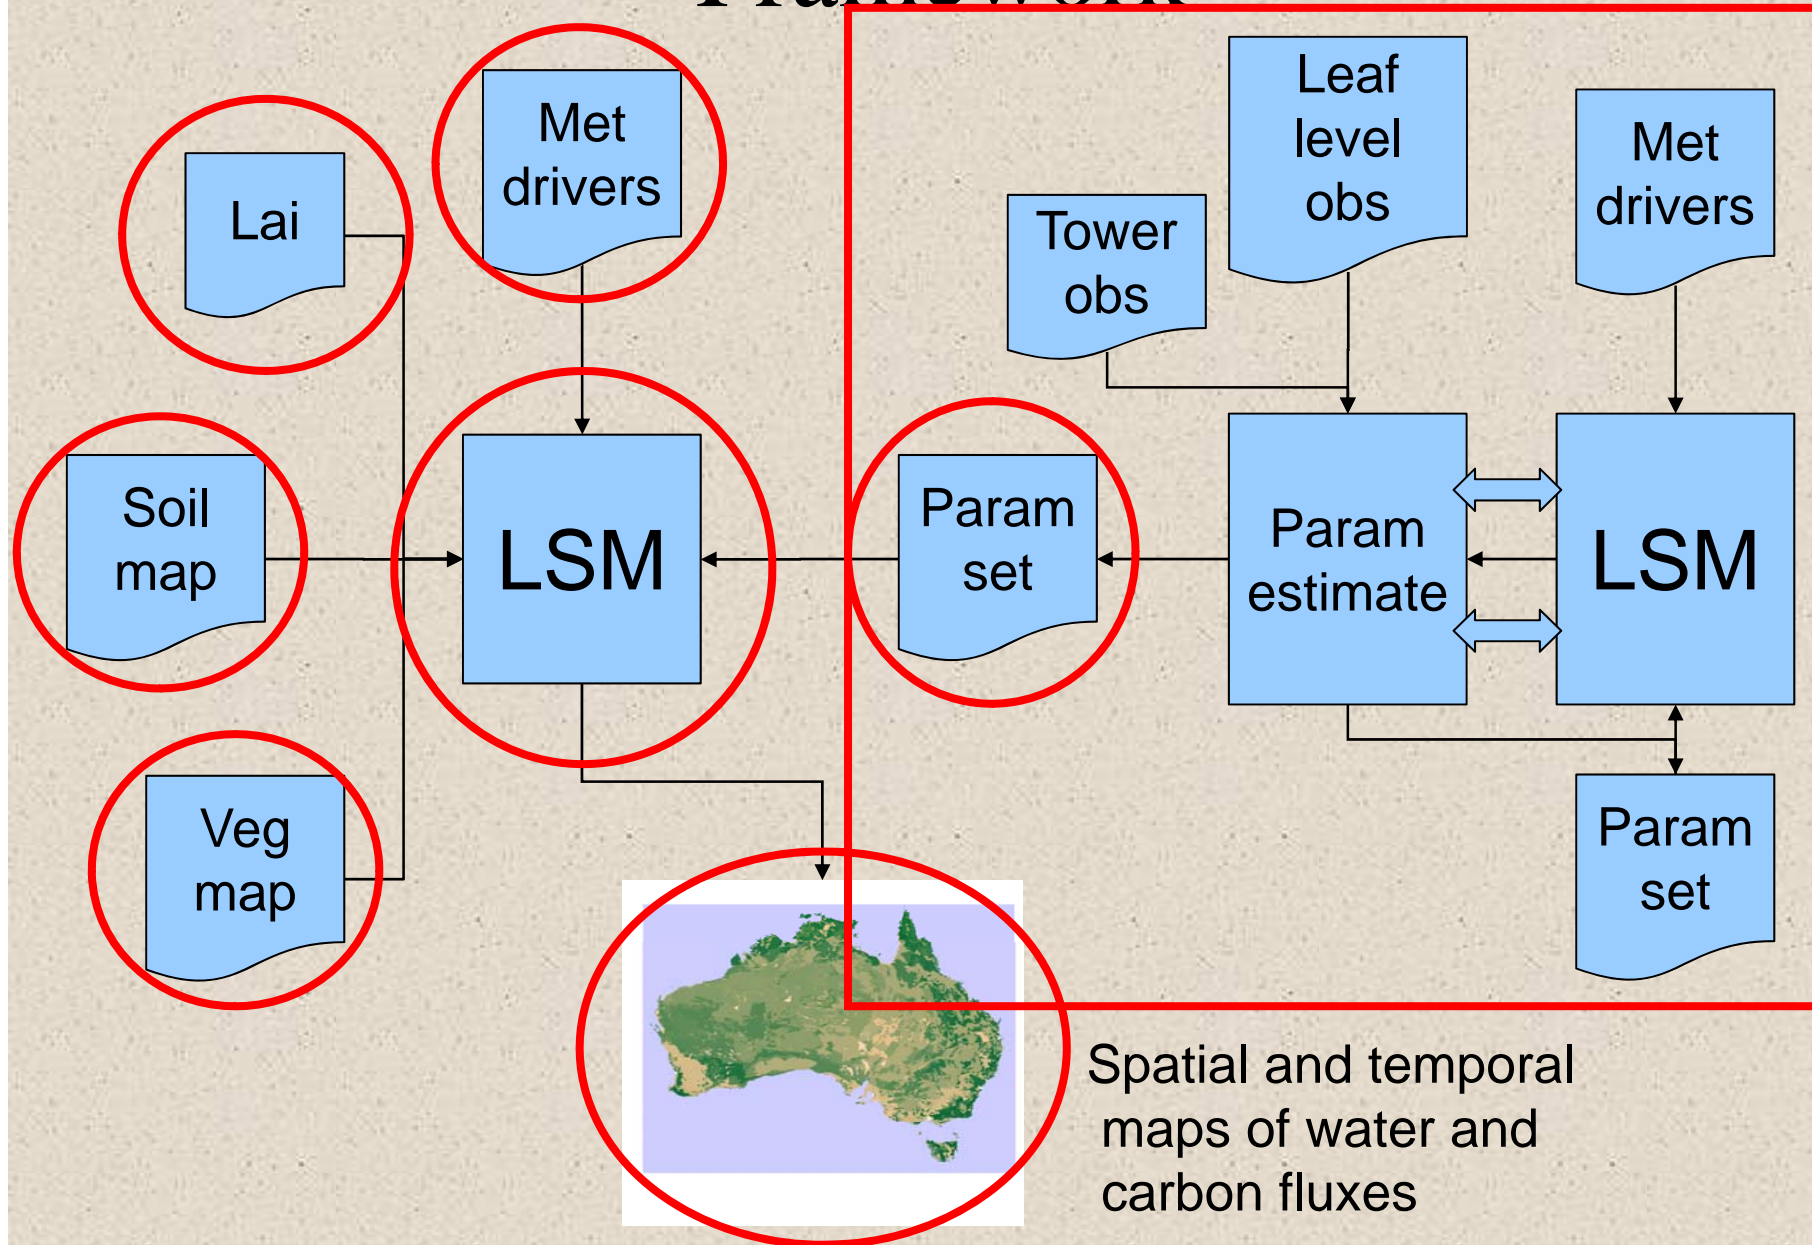 Framework
Lai
Met
drivers
Soil
map
LSM
Veg
map
Param
set
Tower
obs
Leaf
level
obs
Met
drivers
Param
estimate
LSM
Param
set
Spatial and temporal
maps of water and
carbon fluxes